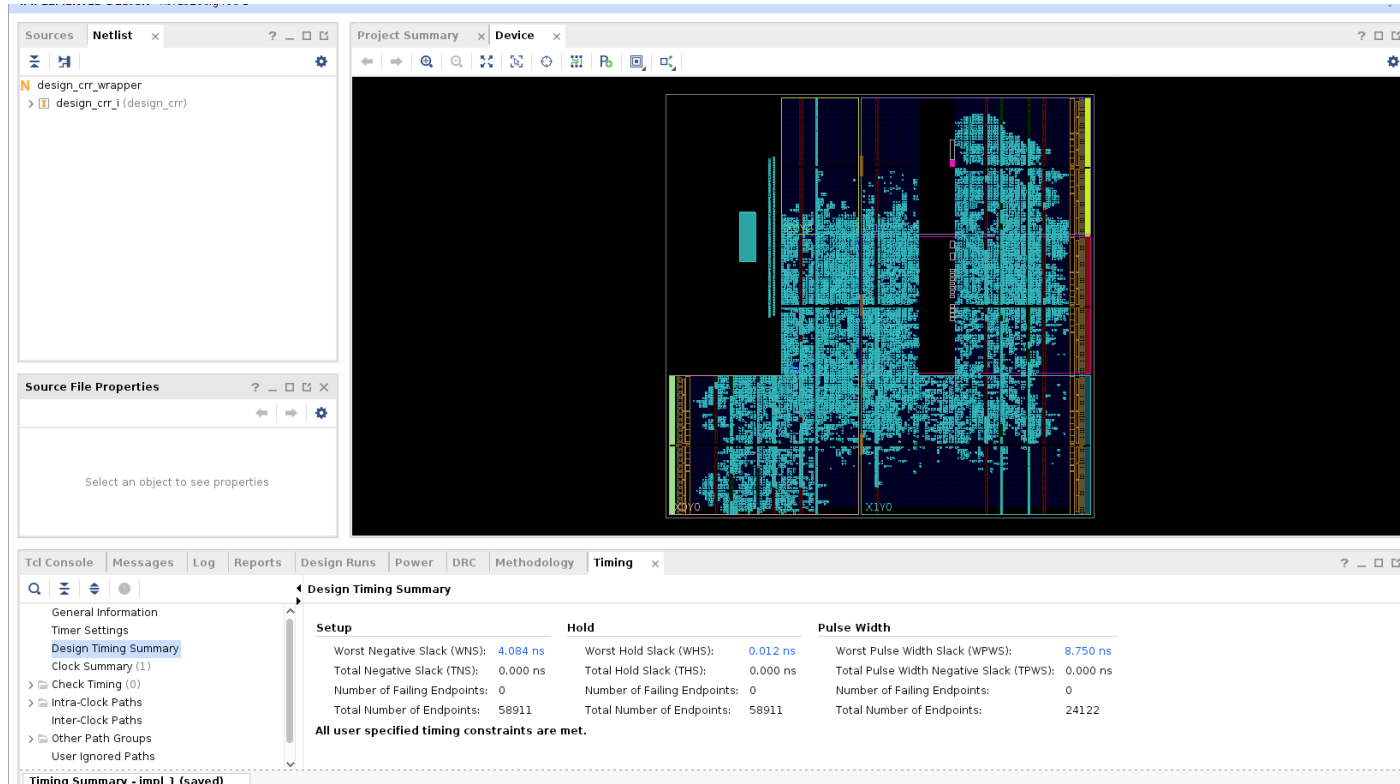 Sources Netlist
design_crr_wrapper
design_crr_i (design_crr)
Source File Properties
Select an object to see properties
Project Summary Device
X1Y0
Tcl Console Messages Log Reports Design Runs Power DRC Methodology Timing
General Information
Timer Settings
Design Timing Summary
Clock Summary (1)
Check Timing (0)
Intra-Clock Paths
Inter-Clock Paths
Other Path Groups
User Ignored Paths
Design Timing Summary
Setup Hold Pulse Width
Worst Negative Slack (WNS): 4.084 ns Worst Hold Slack (WHS): 0.012 ns Worst Pulse Width Slack (WPWS): 8.750 ns
Total Negative Slack (TNS): 0.000 ns Total Hold Slack (THS): 0.000 ns Total Pulse Width Negative Slack (TPWS): 0.000 ns
Number of Failing Endpoints: 0 Number of Failing Endpoints: 0 Number of Failing Endpoints: 0
Total Number of Endpoints: 58911 Total Number of Endpoints: 58911 Total Number of Endpoints: 24122
All user specified timing constraints are met.
Timing Summary - impl_1 (saved)